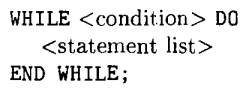 WHILE <condition> DO
<statement list>
END WHILE;